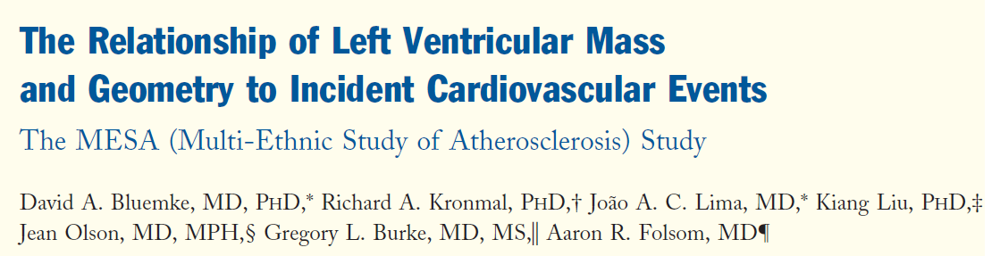 The Relationship of Left Ventricular Mass
and Geometry to Incident Cardiovascular Events
The MESA (Multi-Ethnic Study of Atherosclerosis) Study
David A. Bluemke, MD, PHD,* Richard A. Kronmal, PHD,† João A. C. Lima, MD,* Kiang Liu, PHD,‡
Jean Olson, MD, MPH,§ Gregory L. Burke, MD, MS,‖ Aaron R. Folsom, MD¶